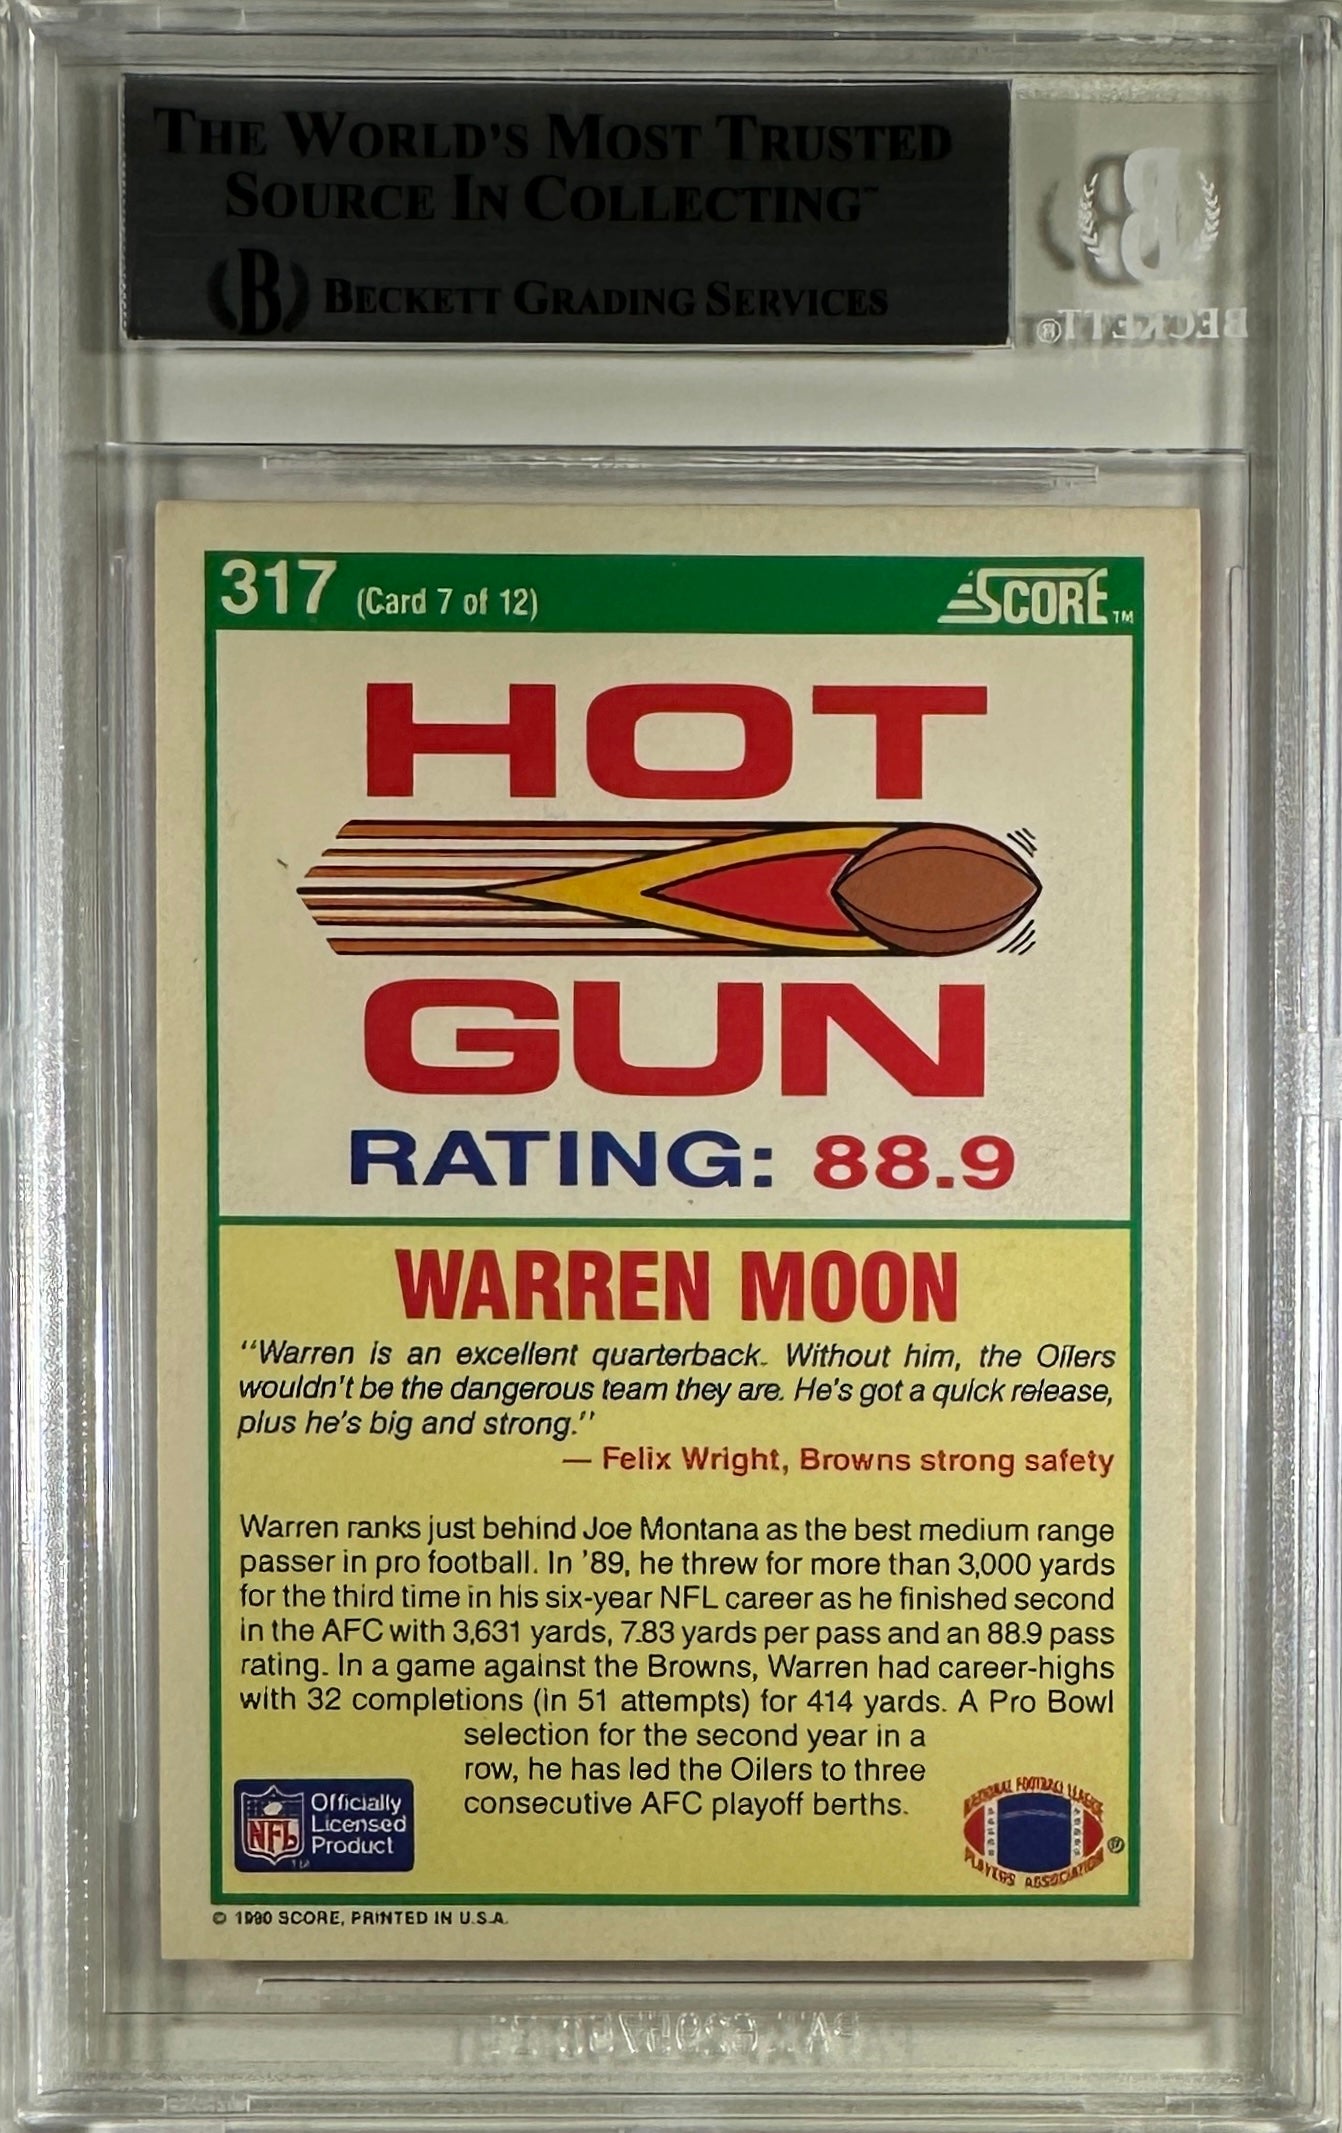 THE WORLD'S MOST TRUSTED
SOURCE IN COLLECTING™
B BECKETT GRADING SERVICES
B
BECKETT®
317 (Card 7 of 12) SCORE™
HOT
GUN
RATING: 88.9
WARREN MOON
"Warren is an excellent quarterback. Without him, the Oilers
wouldn't be the dangerous team they are. He's got a quick release,
plus he's big and strong."
— Felix Wright, Browns strong safety
Warren ranks just behind Joe Montana as the best medium range
passer in pro football. In '89, he threw for more than 3,000 yards
for the third time in his six-year NFL career as he finished second
in the AFC with 3,631 yards, 7.83 yards per pass and an 88.9 pass
rating. In a game against the Browns, Warren had career-highs
with 32 completions (in 51 attempts) for 414 yards. A Pro Bowl
selection for the second year in a
row, he has led the Oilers to three
consecutive AFC playoff berths.
NFL
Officially
Licensed
Product
TM
NATIONAL FOOTBALL LEAGUE
PLAYERS ASSOCIATION
®
© 1990 SCORE, PRINTED IN U.S.A.